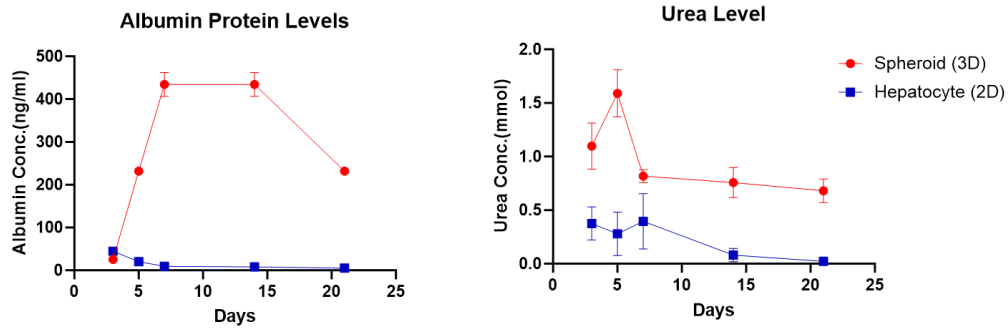 Albumin Protein Levels
Albumin Conc.(ng/ml)
500
400
300
200
100
0
0 5 10 15 20 25
Days
Urea Level
Urea Conc.(mmol)
2.0
1.5
1.0
0.5
0.0
0 5 10 15 20 25
Days
Spheroid (3D)
Hepatocyte (2D)